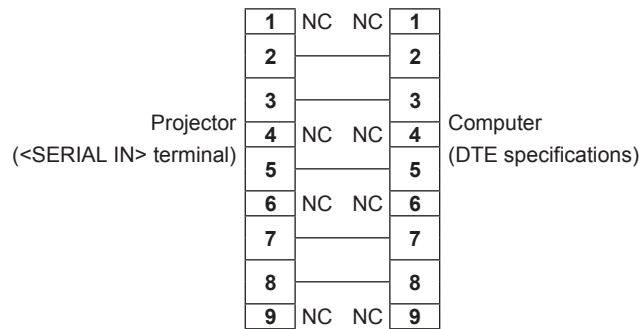 1 NC NC 1
2 2
3 3
Projector
(<SERIAL IN> terminal)
4 NC NC 4
Computer
(DTE specifications)
5 5
6 NC NC 6
7 7
8 8
9 NC NC 9